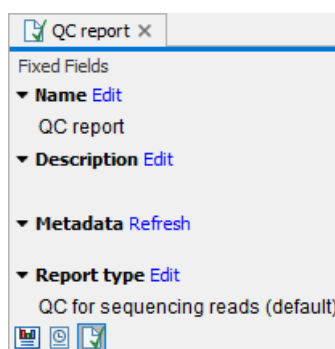 QC report
Fixed Fields
Name Edit
QC report
Description Edit
Metadata Refresh
Report type Edit
QC for sequencing reads (default)